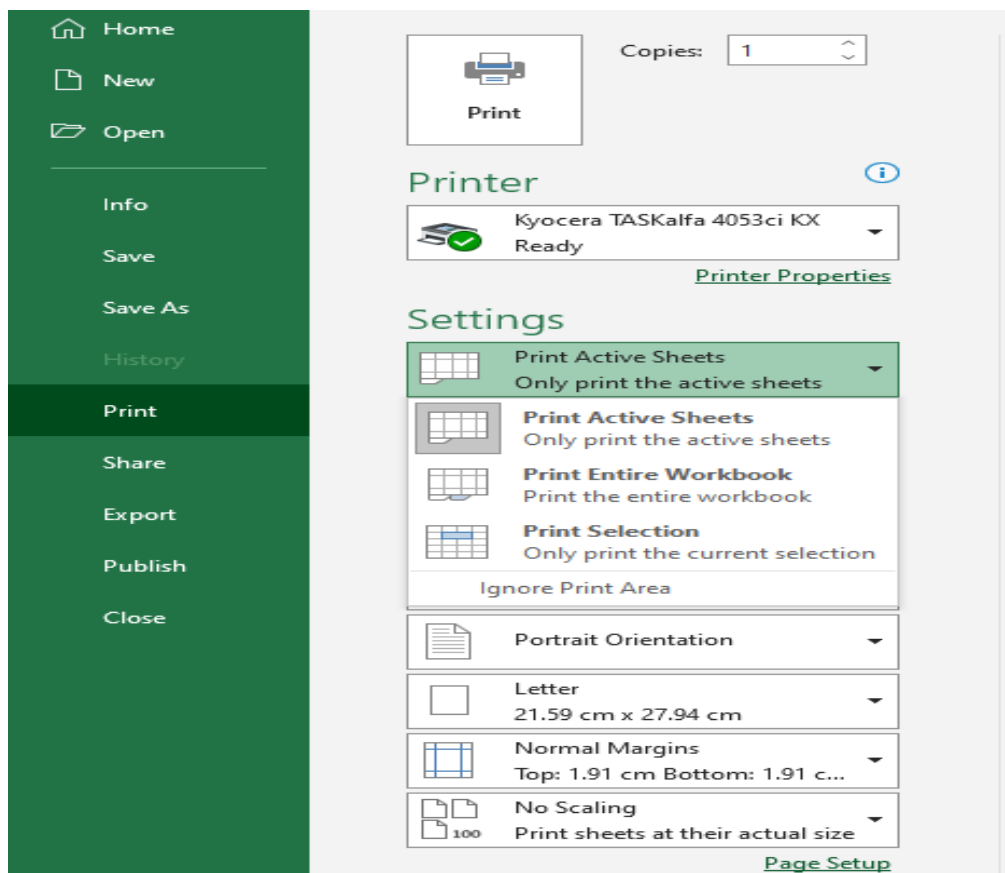 Home
New
Open
Info
Save
Save As
History
Print
Share
Export
Publish
Close
Copies: 1
Print
Printer
Kyocera TASKalfa 4053ci KX
Ready
Printer Properties
Settings
Print Active Sheets
Only print the active sheets
Print Active Sheets
Only print the active sheets
Print Entire Workbook
Print the entire workbook
Print Selection
Only print the current selection
Ignore Print Area
Portrait Orientation
Letter
21.59 cm x 27.94 cm
Normal Margins
Top: 1.91 cm Bottom: 1.91 c...
No Scaling
100 Print sheets at their actual size
Page Setup